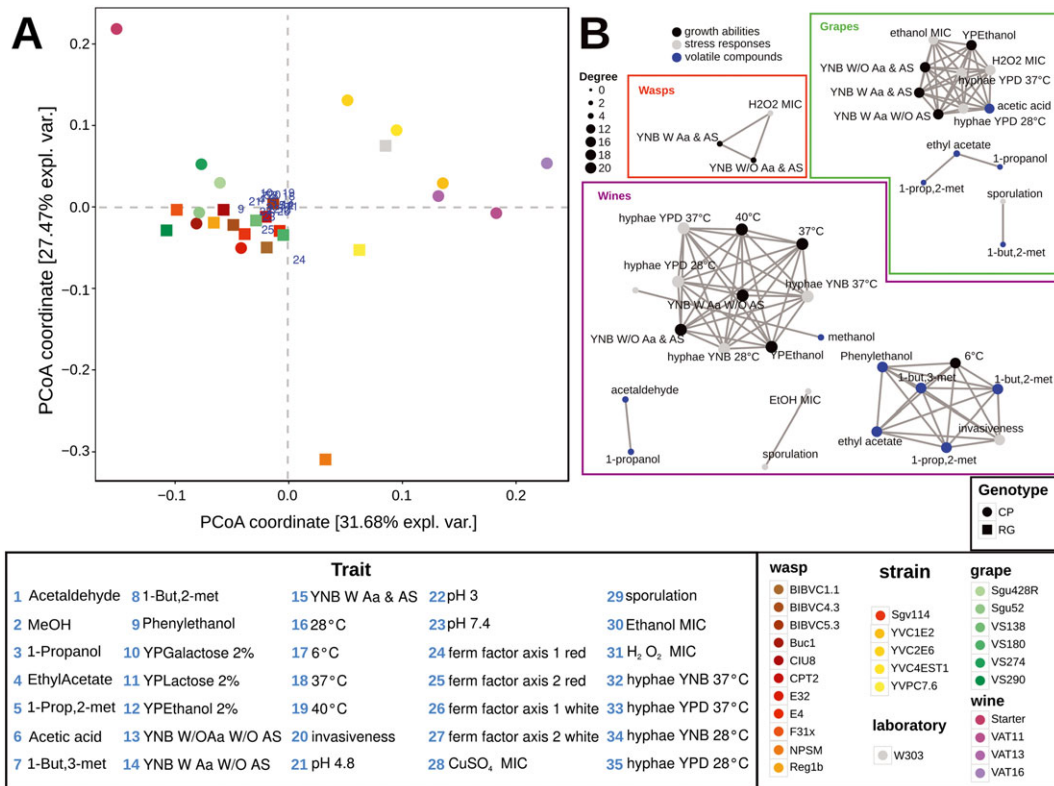 A
0.2
0.1
0.0
−0.1
−0.2
−0.3
PCoA coordinate [27.47% expl. var.]
−0.1
0.0
0.1
0.2
PCoA coordinate [31.68% expl. var.]
21
9
19
25
24
B
growth abilities
stress responses
volatile compounds
Degree
0
2
4
12
16
18
20
Wasps
H2O2 MIC
YNB W Aa & AS
YNB W/O Aa & AS
Grapes
ethanol MIC
YPEthanol
YNB W/O Aa & AS
H2O2 MIC
hyphae YPD 37°C
YNB W Aa & AS
acetic acid
YNB W Aa W/O AS
hyphae YPD 28°C
ethyl acetate
1-propanol
1-prop,2-met
sporulation
1-but,2-met
Wines
hyphae YPD 37°C
40°C
37°C
hyphae YPD 28°C
hyphae YNB 37°C
YNB W Aa W/O AS
YNB W/O Aa & AS
methanol
hyphae YNB 28°C
YPEthanol
Phenylethanol
6°C
1-but,3-met
1-but,2-met
acetaldehyde
EtOH MIC
invasiveness
ethyl acetate
1-propanol
sporulation
1-prop,2-met
Genotype
CP
RG
Trait
1 Acetaldehyde 8 1-But,2-met 15 YNB W Aa & AS 22 pH 3 29 sporulation
2 MeOH 9 Phenylethanol 16 28°C 23 pH 7.4 30 Ethanol MIC
3 1-Propanol 10 YPGalactose 2% 17 6°C 24 ferm factor axis 1 red 31 H2 O2 MIC
4 EthylAcetate 11 YPLactose 2% 18 37°C 25 ferm factor axis 2 red 32 hyphae YNB 37°C
5 1-Prop,2-met 12 YPEthanol 2% 19 40°C 26 ferm factor axis 1 white 33 hyphae YPD 37°C
6 Acetic acid 13 YNB W/OAa W/O AS 20 invasiveness 27 ferm factor axis 2 white 34 hyphae YNB 28°C
7 1-But,3-met 14 YNB W Aa W/O AS 21 pH 4.8 28 CuSO4 MIC 35 hyphae YPD 28°C
wasp
BIBVC1.1
BIBVC4.3
BIBVC5.3
Buc1
CIU8
CPT2
E32
E4
F31x
NPSM
Reg1b
strain
Sgv114
YVC1E2
YVC2E6
YVC4EST1
YVPC7.6
laboratory
W303
grape
Sgu428R
Sgu52
VS138
VS180
VS274
VS290
wine
Starter
VAT11
VAT13
VAT16